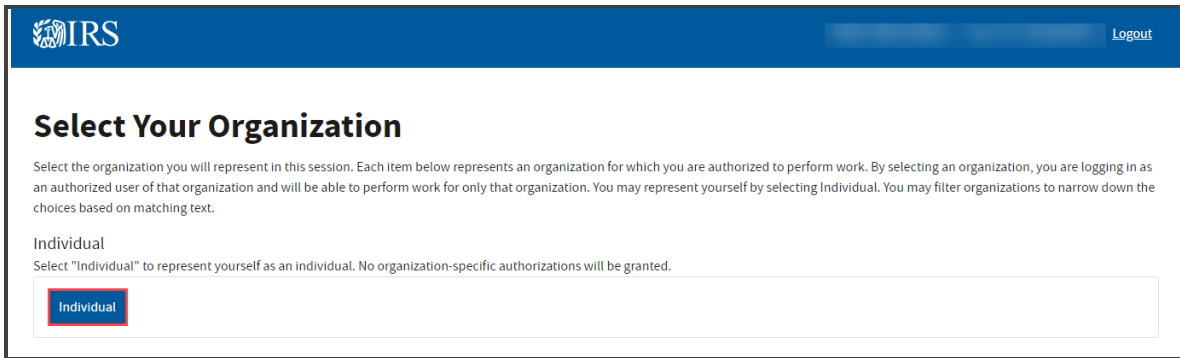 IRS
Logout
Select Your Organization
Select the organization you will represent in this session. Each item below represents an organization for which you are authorized to perform work. By selecting an organization, you are logging in as
an authorized user of that organization and will be able to perform work for only that organization. You may represent yourself by selecting Individual. You may filter organizations to narrow down the
choices based on matching text.
Individual
Select "Individual" to represent yourself as an individual. No organization-specific authorizations will be granted.
Individual